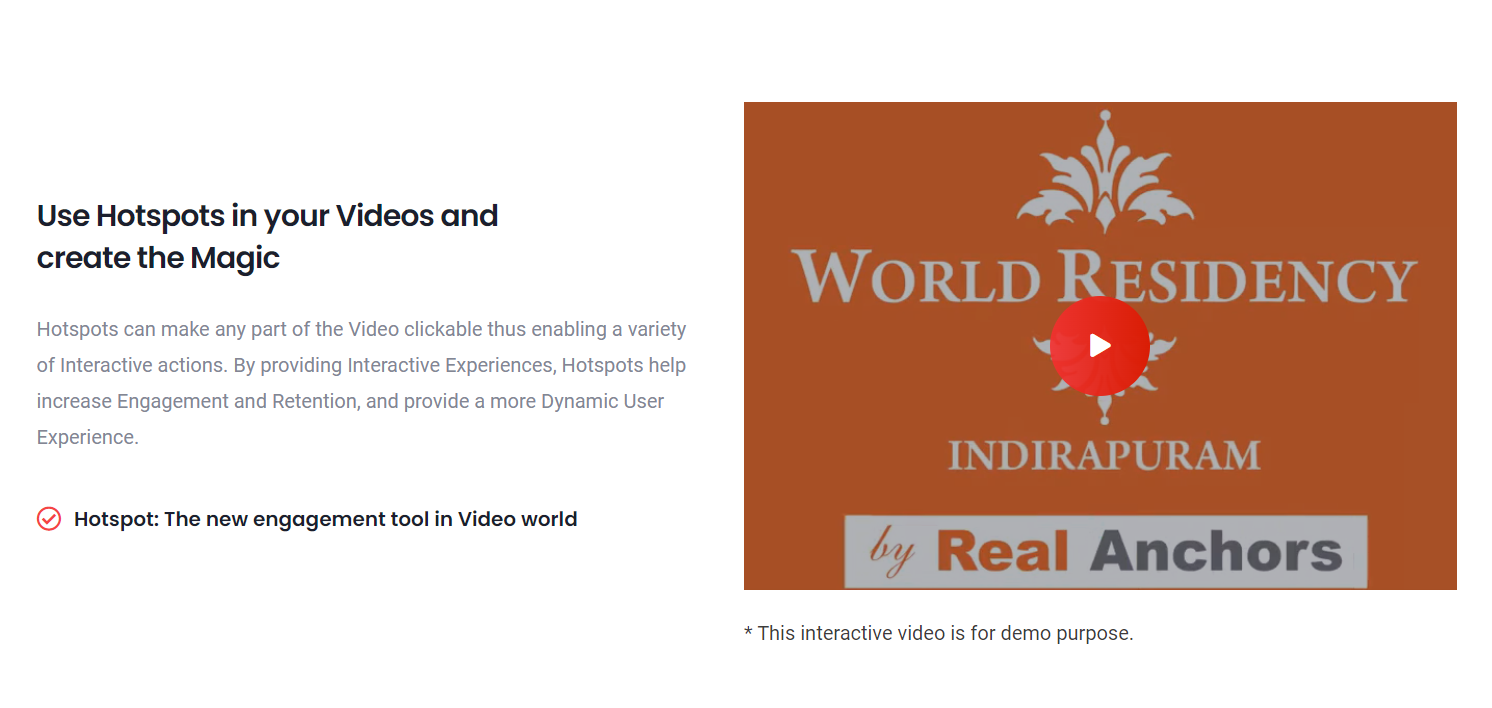 Use Hotspots in your Videos and
create the Magic
Hotspots can make any part of the Video clickable thus enabling a variety
of Interactive actions. By providing Interactive Experiences, Hotspots help
increase Engagement and Retention, and provide a more Dynamic User
Experience.
Hotspot: The new engagement tool in Video world
WORLD RESIDENCY
INDIRAPURAM
by Real Anchors
* This interactive video is for demo purpose.